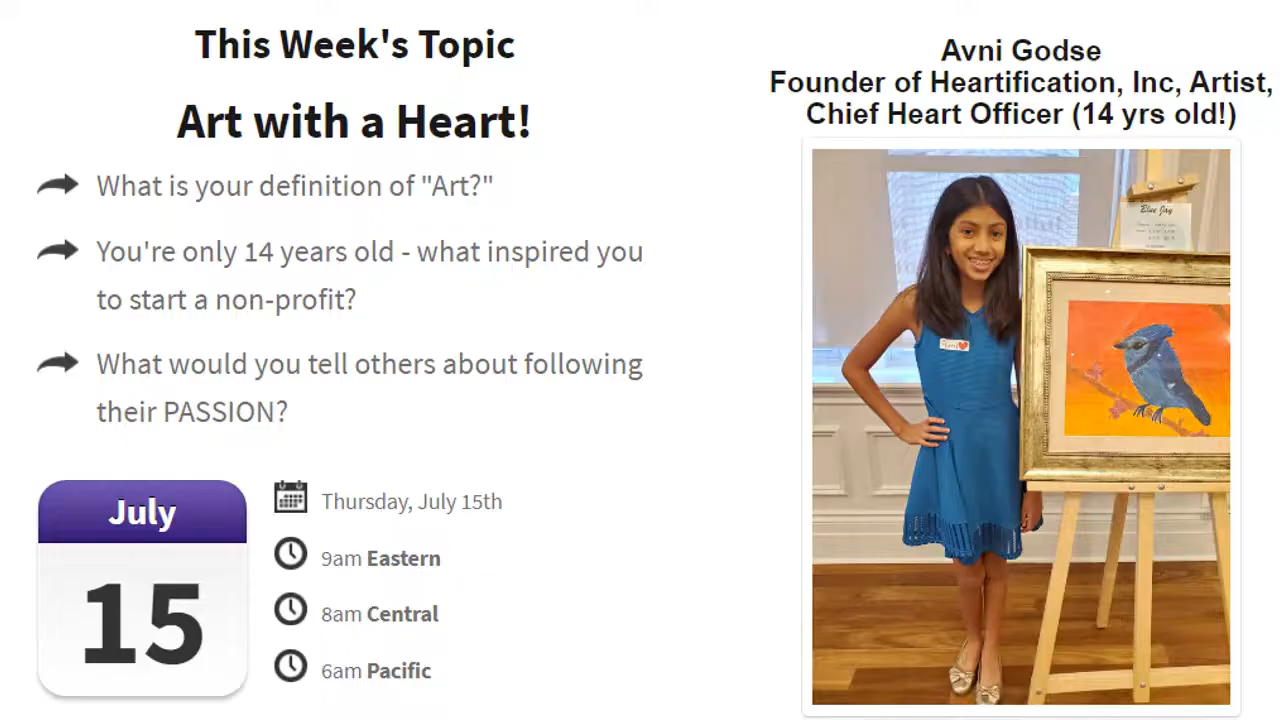 This Week's Topic
Art with a Heart!
What is your definition of "Art?"
You're only 14 years old - what inspired you
to start a non-profit?
What would you tell others about following
their PASSION?
July
15
Thursday, July 15th
9am Eastern
8am Central
6am Pacific
Avni Godse
Founder of Heartification, Inc, Artist,
Chief Heart Officer (14 yrs old!)
Blue Jay